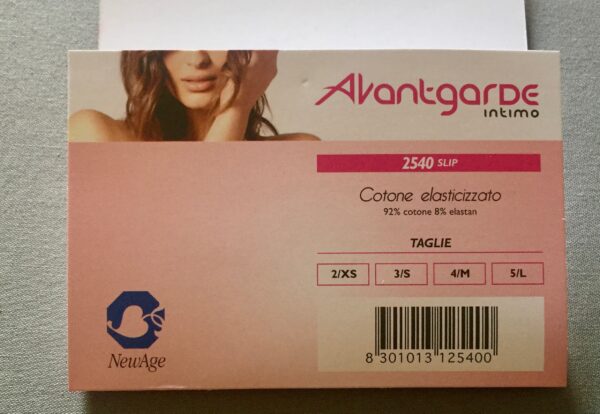 Avantgarde
intimo
2540 SLIP
Cotone elasticizzato
92% cotone 8% elastan
TAGLIE
2/XS 3/S 4/M 5/L
NewAge
8 301013 125400